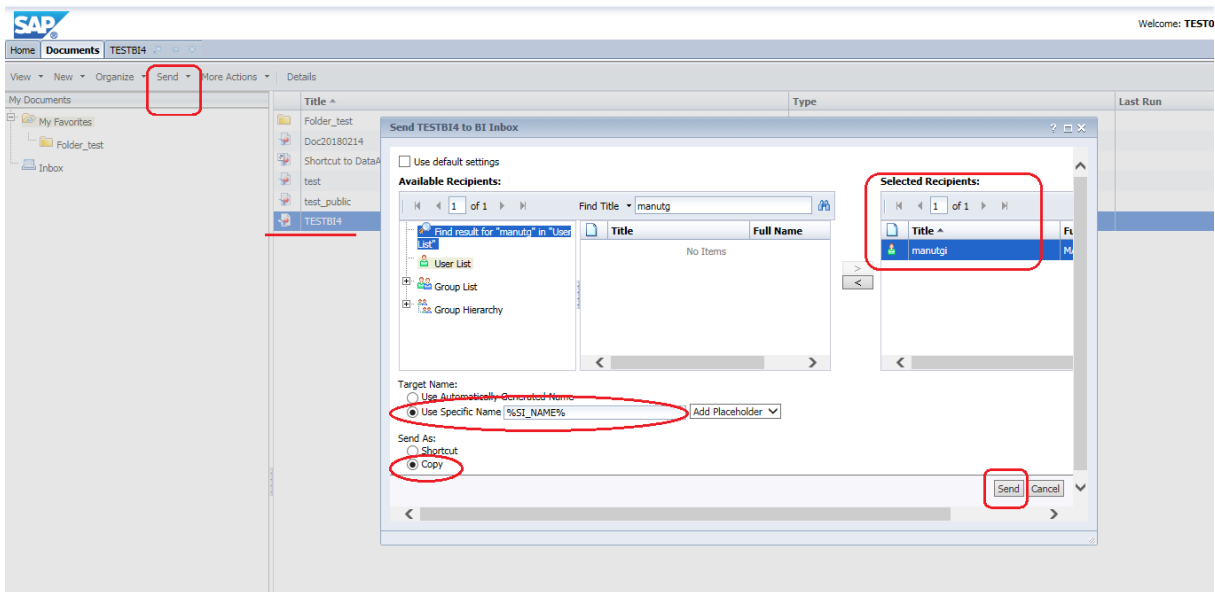 SAP
Welcome: TEST0
Home Documents TESTBI4
View New Organize Send More Actions Details
My Documents
My Favorites
Folder_test
Inbox
Title Type Last Run
Folder_test
Doc20180214
Shortcut to DataA
test
test_public
TESTBI4
Send TESTBI4 to BI Inbox
Use default settings
Available Recipients:
1 of 1 Find Title manutg
Find result for "manutg" in "User
List"
User List
Group List
Group Hierarchy
Title Full Name
No Items
>
<
Selected Recipients:
1 of 1
Title Fu
manutgi MA
Target Name:
Use Automatically Generated Name
Use Specific Name %SI_NAME% Add Placeholder
Send As:
Shortcut
Copy
Send Cancel